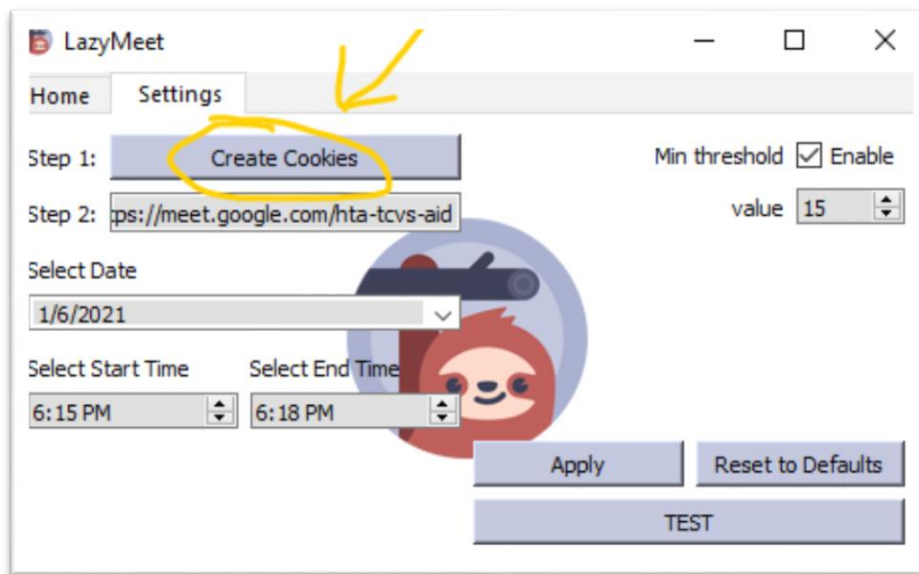 LazyMeet
Home Settings
Step 1: Create Cookies
Min threshold Enable
Step 2: tps://meet.google.com/hta-tcvs-aid
value 15
Select Date
1/6/2021
Select Start Time Select End Time
6:15 PM 6:18 PM
Apply Reset to Defaults
TEST